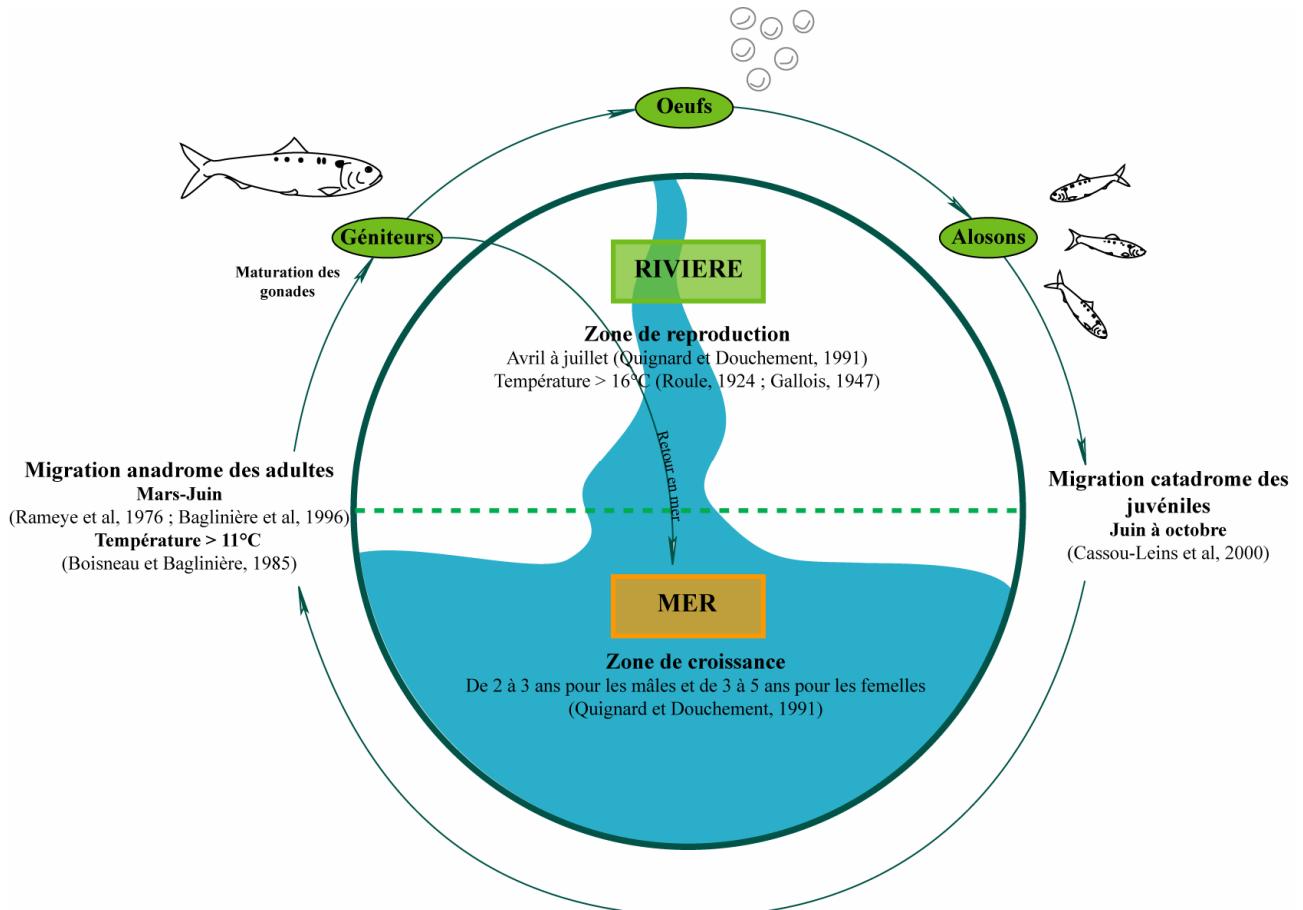 Oeufs
Géniteurs
Alosons
Maturation des
gonades
RIVIERE
Zone de reproduction
Avril à juillet (Quignard et Douchement, 1991)
Température > 16°C (Roule, 1924 ; Gallois, 1947)
Retour en mer
Migration anadrome des adultes
Mars-Juin
(Rameye et al, 1976 ; Baglinière et al, 1996)
Température > 11°C
(Boisneau et Baglinière, 1985)
Migration catadrome des
juvéniles
Juin à octobre
(Cassou-Leins et al, 2000)
MER
Zone de croissance
De 2 à 3 ans pour les mâles et de 3 à 5 ans pour les femelles
(Quignard et Douchement, 1991)